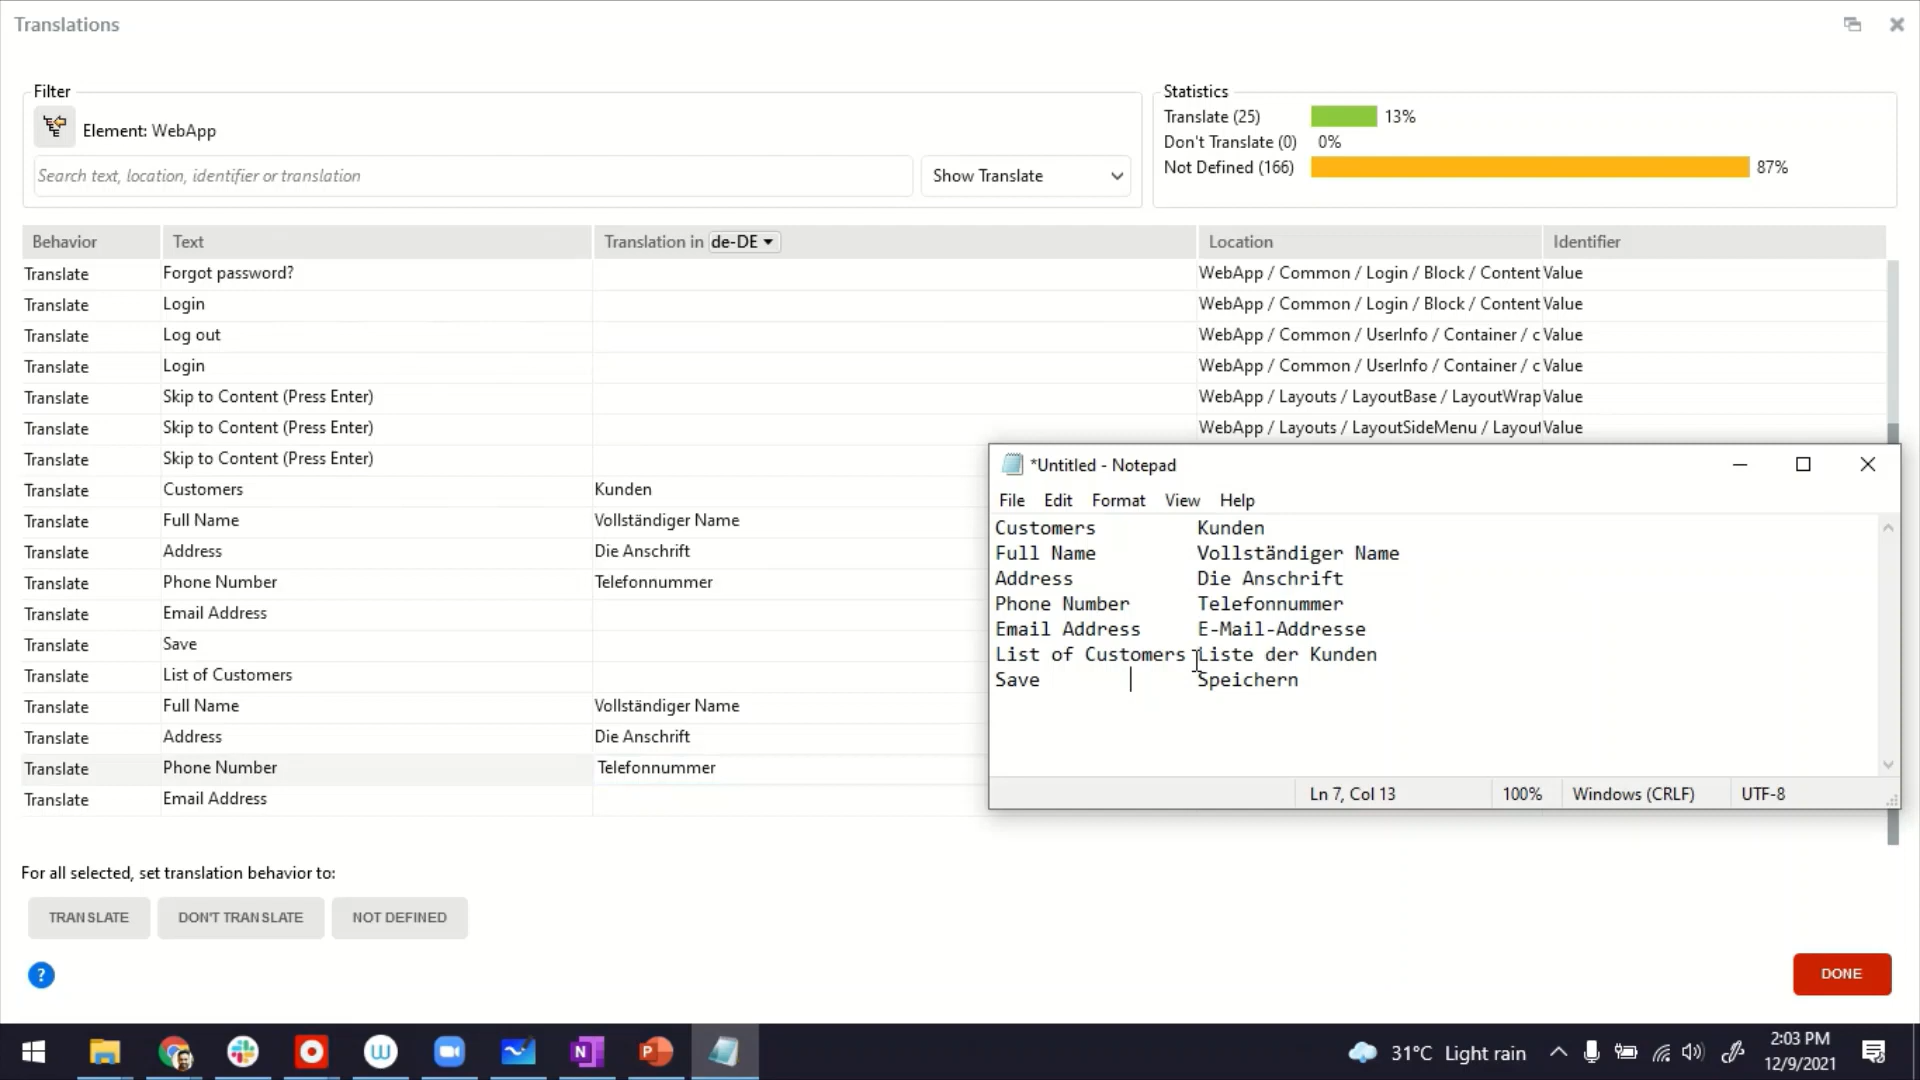 Translations
Filter
Element: WebApp
Search text, location, identifier or translation
Show Translate
Statistics
Translate (25) 13%
Don't Translate (0) 0%
Not Defined (166) 87%
Behavior Text Translation in de-DE Location Identifier
Translate Forgot password? WebApp / Common / Login / Block / Content Value
Translate Login WebApp / Common / Login / Block / Content Value
Translate Log out WebApp / Common / UserInfo / Container / c Value
Translate Login WebApp / Common / UserInfo / Container / c Value
Translate Skip to Content (Press Enter) WebApp / Layouts / LayoutBase / LayoutWrap Value
Translate Skip to Content (Press Enter) WebApp / Layouts / LayoutSideMenu / Layout Value
Translate Skip to Content (Press Enter)
Translate Customers Kunden
Translate Full Name Vollständiger Name
Translate Address Die Anschrift
Translate Phone Number Telefonnummer
Translate Email Address
Translate Save
Translate List of Customers
Translate Full Name Vollständiger Name
Translate Address Die Anschrift
Translate Phone Number Telefonnummer
Translate Email Address
*Untitled - Notepad
File Edit Format View Help
Customers Kunden
Full Name Vollständiger Name
Address Die Anschrift
Phone Number Telefonnummer
Email Address E-Mail-Addresse
List of Customers Liste der Kunden
Save Speichern
Ln 7, Col 13 100% Windows (CRLF) UTF-8
For all selected, set translation behavior to:
TRANSLATE DON'T TRANSLATE NOT DEFINED
?
DONE
31°C Light rain
2:03 PM
12/9/2021